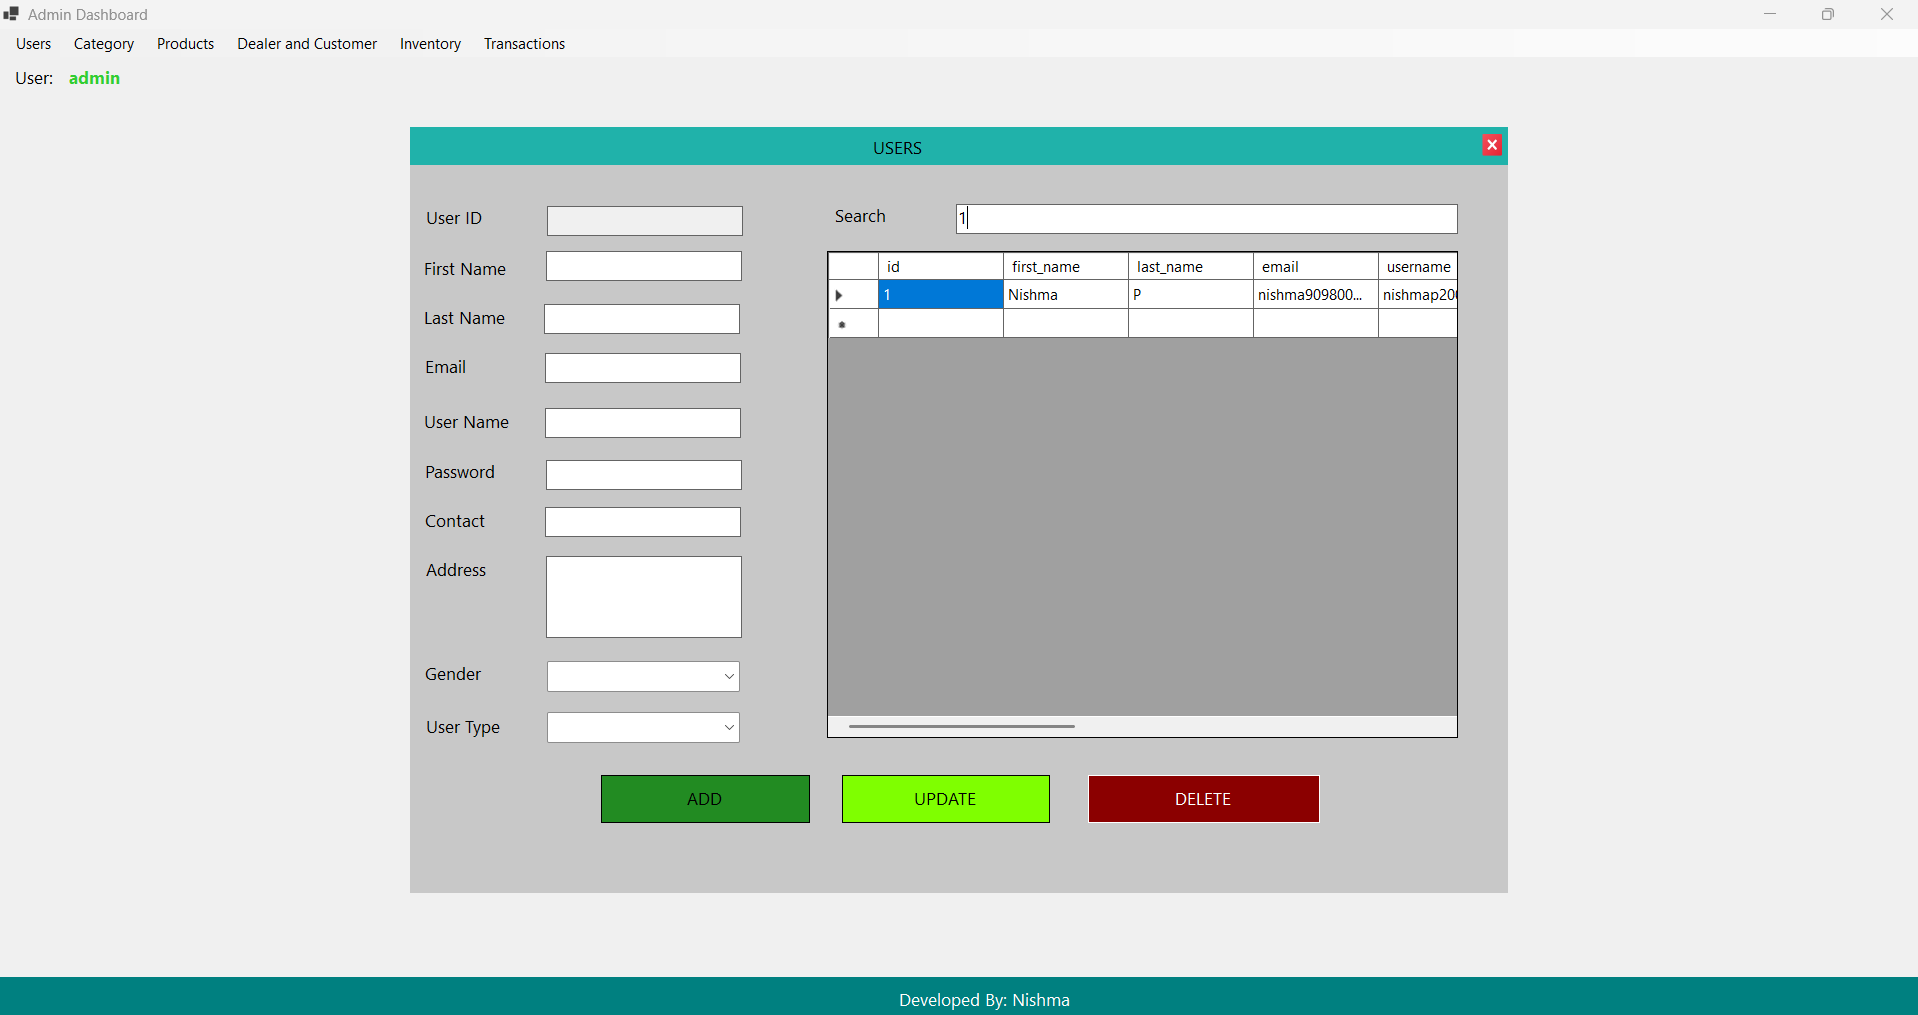 Admin Dashboard
Users Category Products Dealer and Customer Inventory Transactions
User: admin
USERS
User ID
First Name
Last Name
Email
User Name
Password
Contact
Address
Gender
User Type
Search 1
id first_name last_name email username
1 Nishma P nishma909800... nishmap20
ADD UPDATE DELETE
Developed By: Nishma